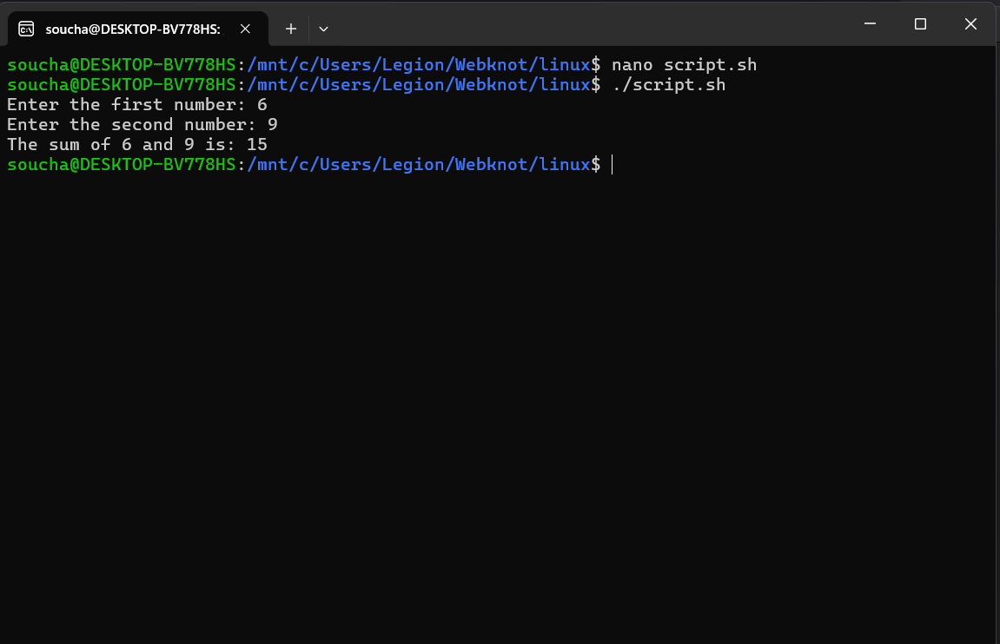 soucha@DESKTOP-BV778HS:
soucha@DESKTOP-BV778HS:/mnt/c/Users/Legion/Webknot/linux$ nano script.sh
soucha@DESKTOP-BV778HS:/mnt/c/Users/Legion/Webknot/linux$ ./script.sh
Enter the first number: 6
Enter the second number: 9
The sum of 6 and 9 is: 15
soucha@DESKTOP-BV778HS:/mnt/c/Users/Legion/Webknot/linux$